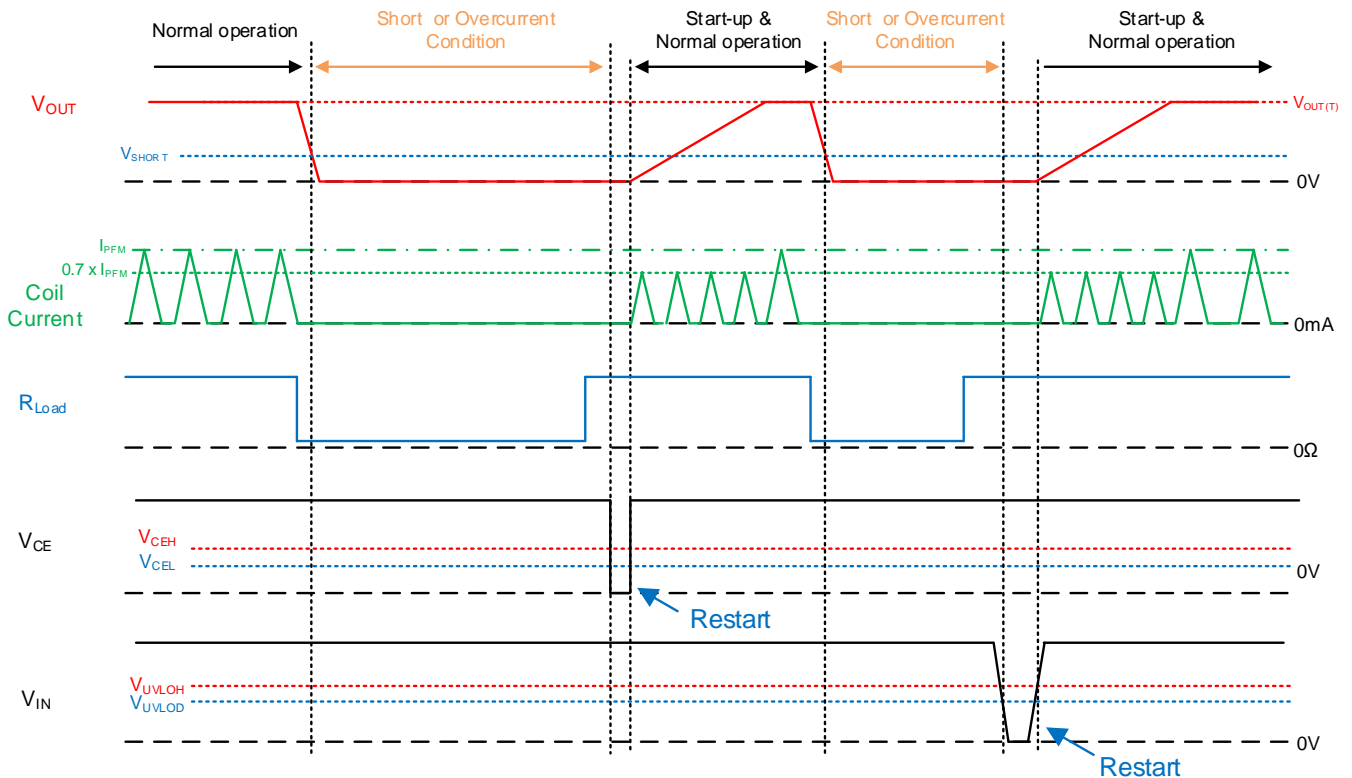 Normal operation
Short or Overcurrent
Condition
Start-up &
Normal operation
Short or Overcurrent
Condition
Start-up &
Normal operation
VOUT
VOUT(T)
VSHORT
0V
IPFM
0.7 x IPFM
Coil
Current
0mA
RLoad
0Ω
VCE
VCEH
VCEL
0V
Restart
VIN
VUVLOH
VUVLOD
0V
Restart